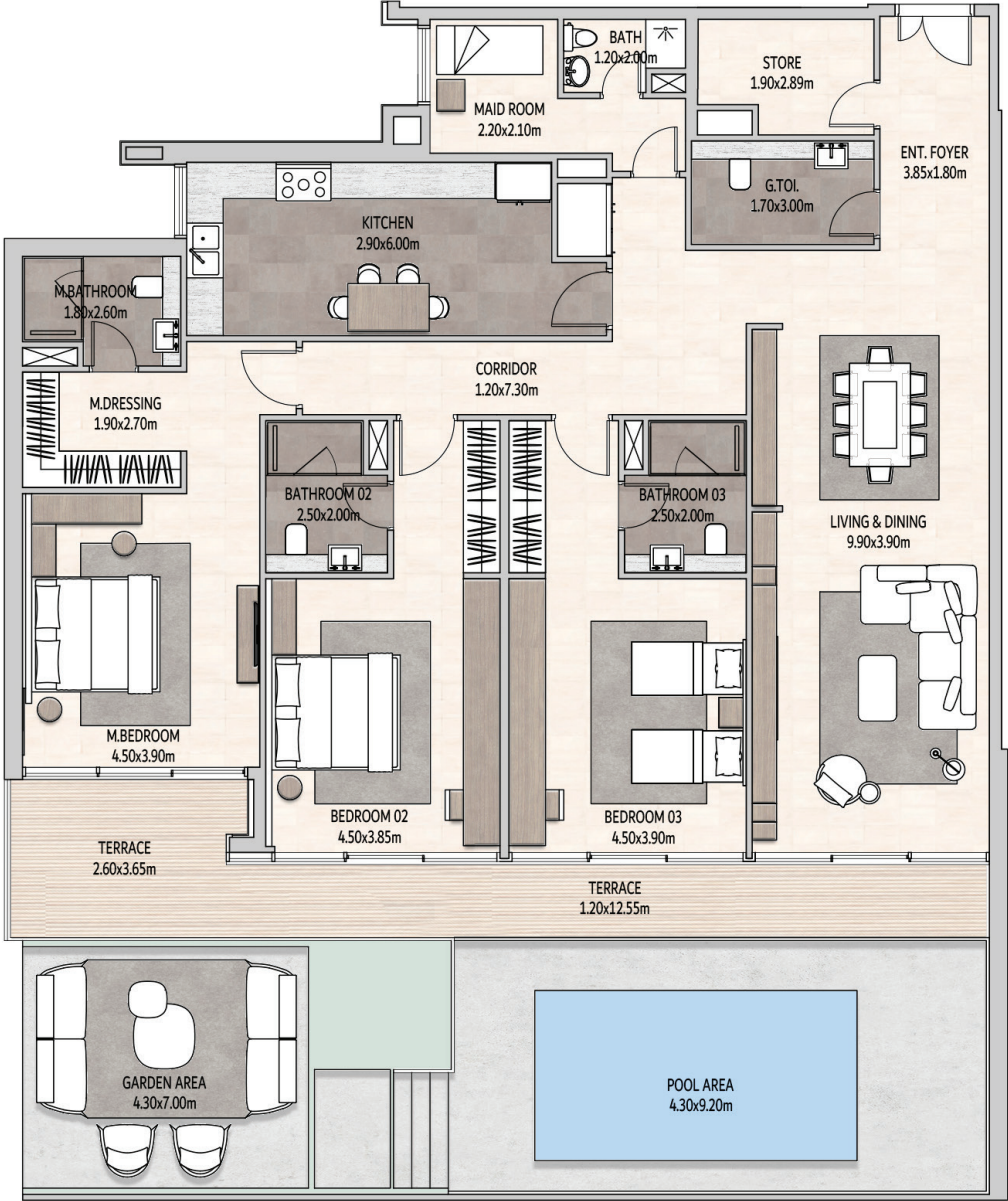 BATH
1.20x2.00m
STORE
1.90x2.89m
MAID ROOM
2.20x2.10m
ENT. FOYER
3.85x1.80m
G.TOI.
1.70x3.00m
KITCHEN
2.90x6.00m
M.BATHROOM
1.80x2.60m
CORRIDOR
1.20x7.30m
M.DRESSING
1.90x2.70m
BATHROOM 02
2.50x2.00m
BATHROOM 03
2.50x2.00m
LIVING & DINING
9.90x3.90m
M.BEDROOM
4.50x3.90m
BEDROOM 02
4.50x3.85m
BEDROOM 03
4.50x3.90m
TERRACE
2.60x3.65m
TERRACE
1.20x12.55m
GARDEN AREA
4.30x7.00m
POOL AREA
4.30x9.20m